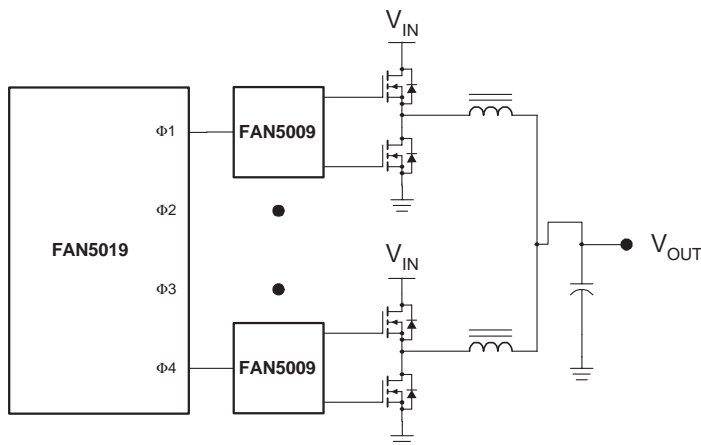 V_IN
Φ1
FAN5009
Φ2
FAN5019
V_OUT
V_IN
Φ3
Φ4
FAN5009